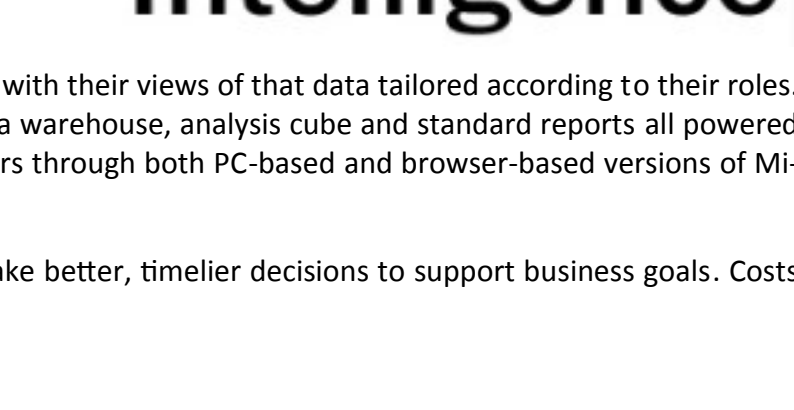 Intelligence
with their views of that data tailored according to their roles.
a warehouse, analysis cube and standard reports all powered
rs through both PC-based and browser-based versions of Mi-
ake better, timelier decisions to support business goals. Costs